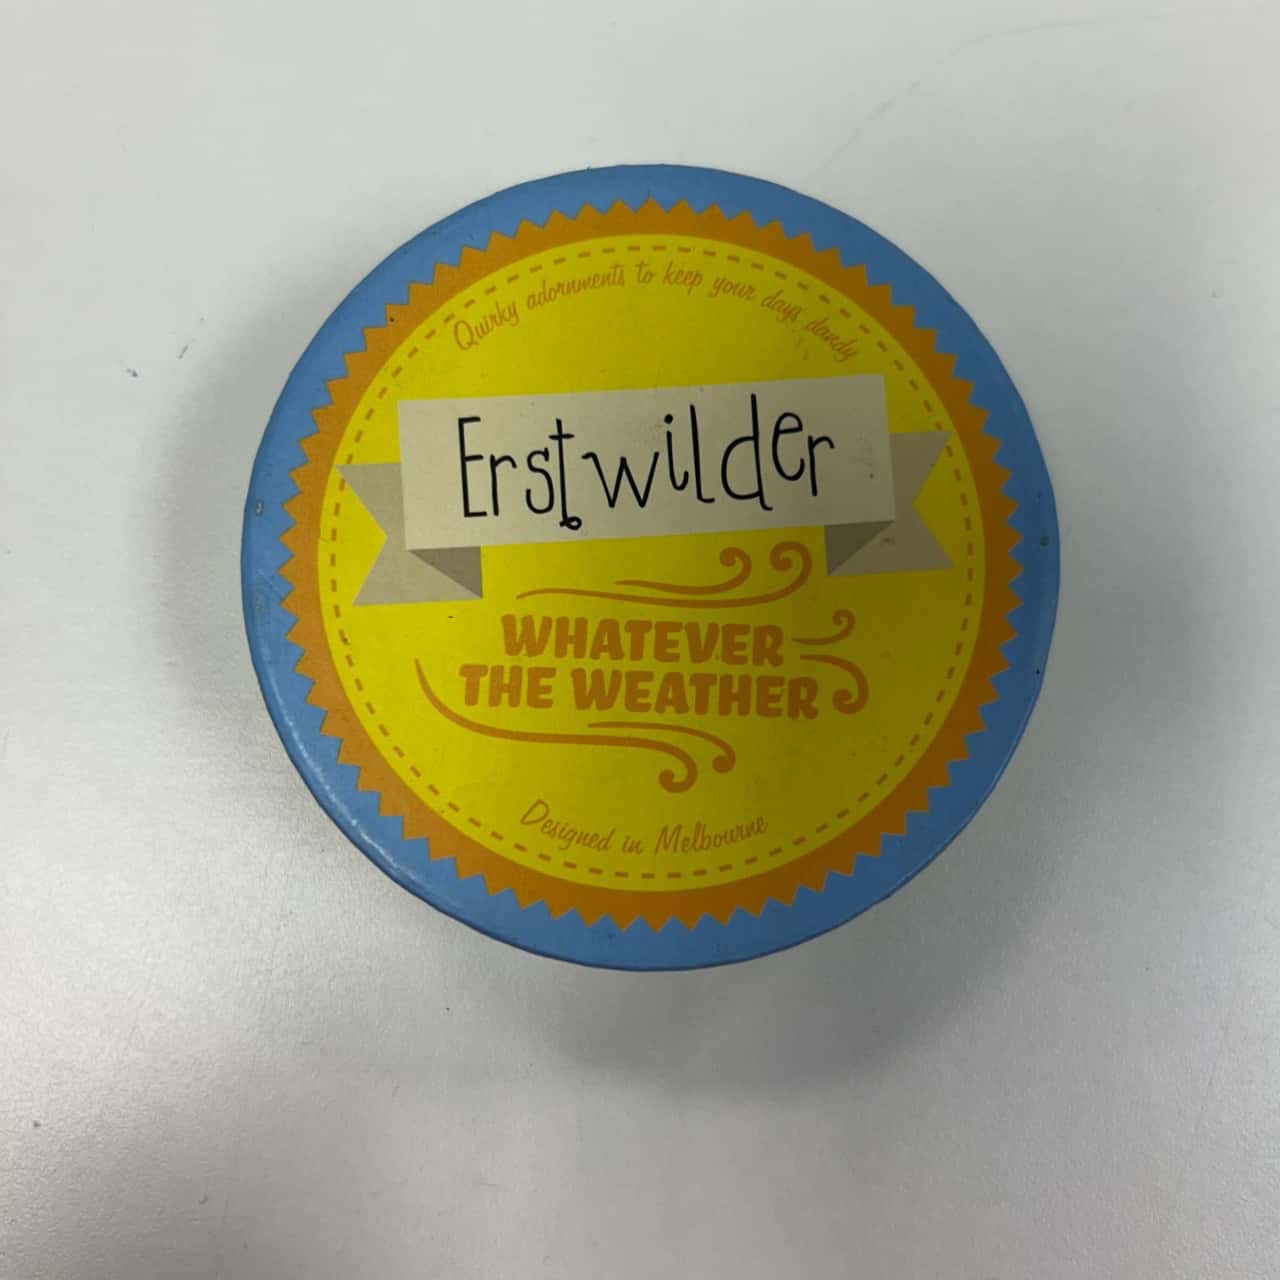 Quirky adornments to keep your days dandy
Erstwilder
WHATEVER
THE WEATHER
Designed in Melbourne